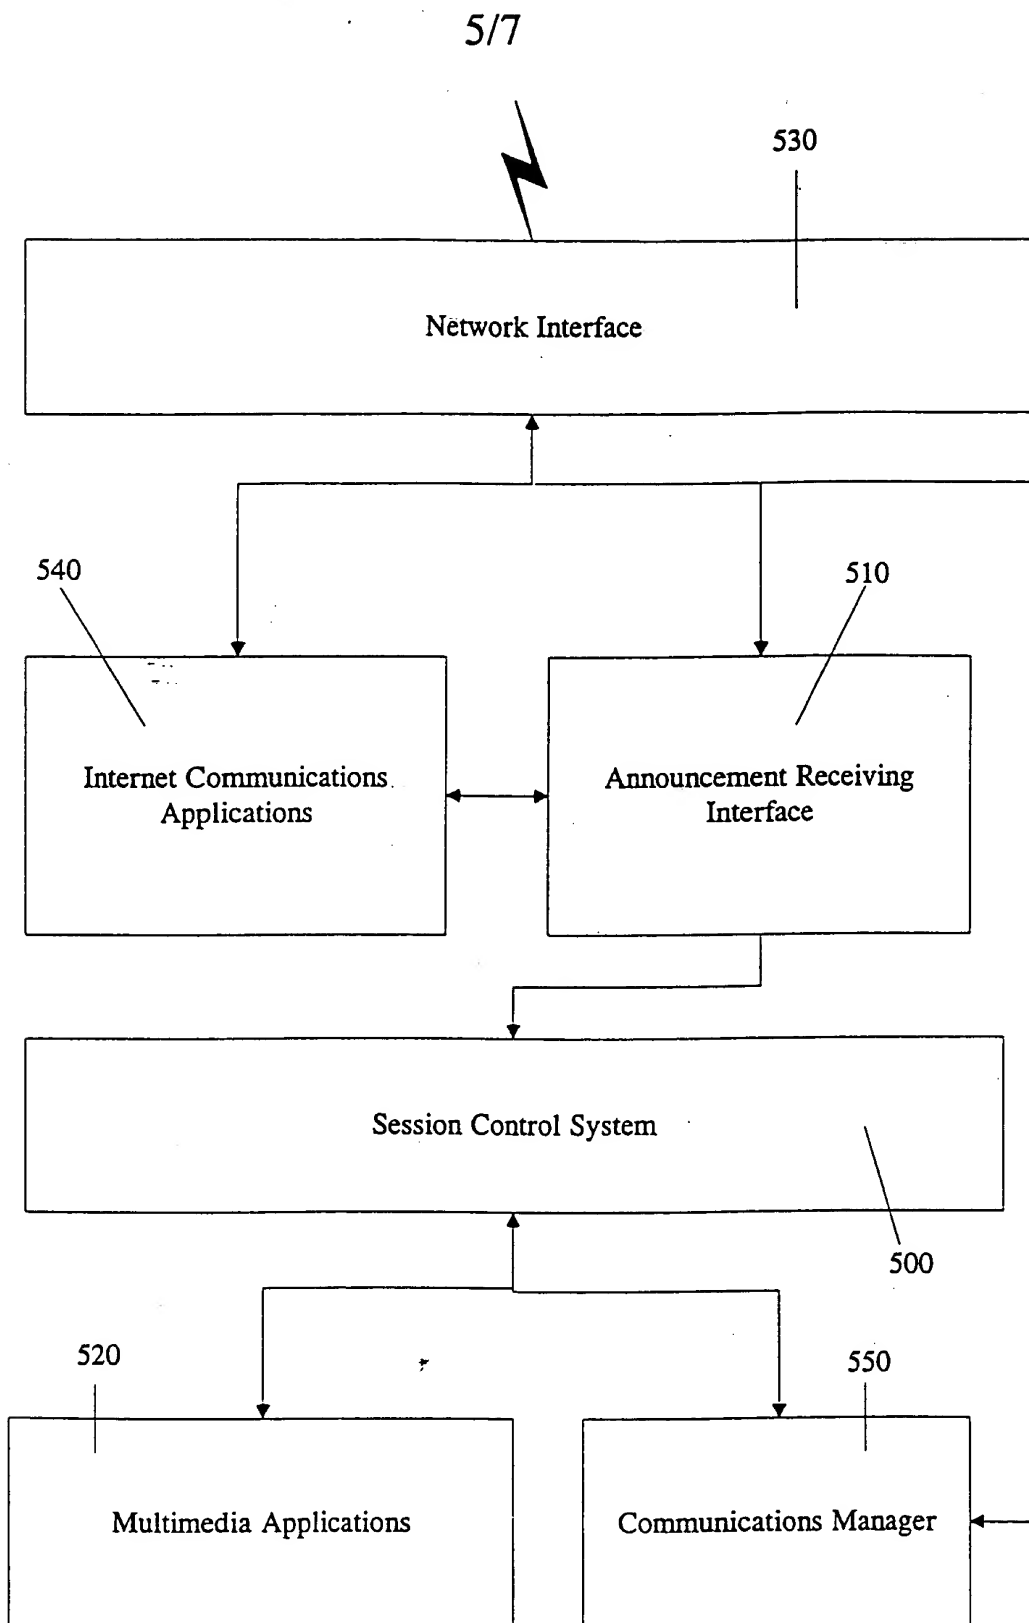 5/7
530
Network Interface
540
510
Internet Communications
Applications
Announcement Receiving
Interface
Session Control System
500
520
550
Multimedia Applications
Communications Manager